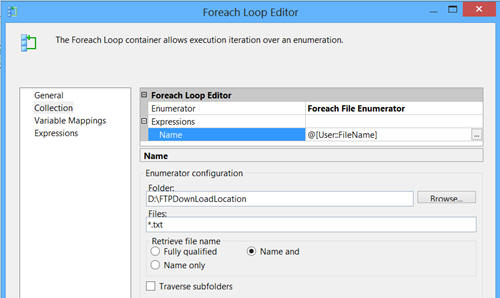 Foreach Loop Editor
The Foreach Loop container allows execution iteration over an enumeration.
General
Collection
Variable Mappings
Expressions
Foreach Loop Editor
Enumerator Foreach File Enumerator
Expressions
Name @[User::FileName] ...
Name
Enumerator configuration
Folder:
D:\FTPDownLoadLocation Browse...
Files:
*.txt
Retrieve file name
Fully qualified Name and
Name only
Traverse subfolders